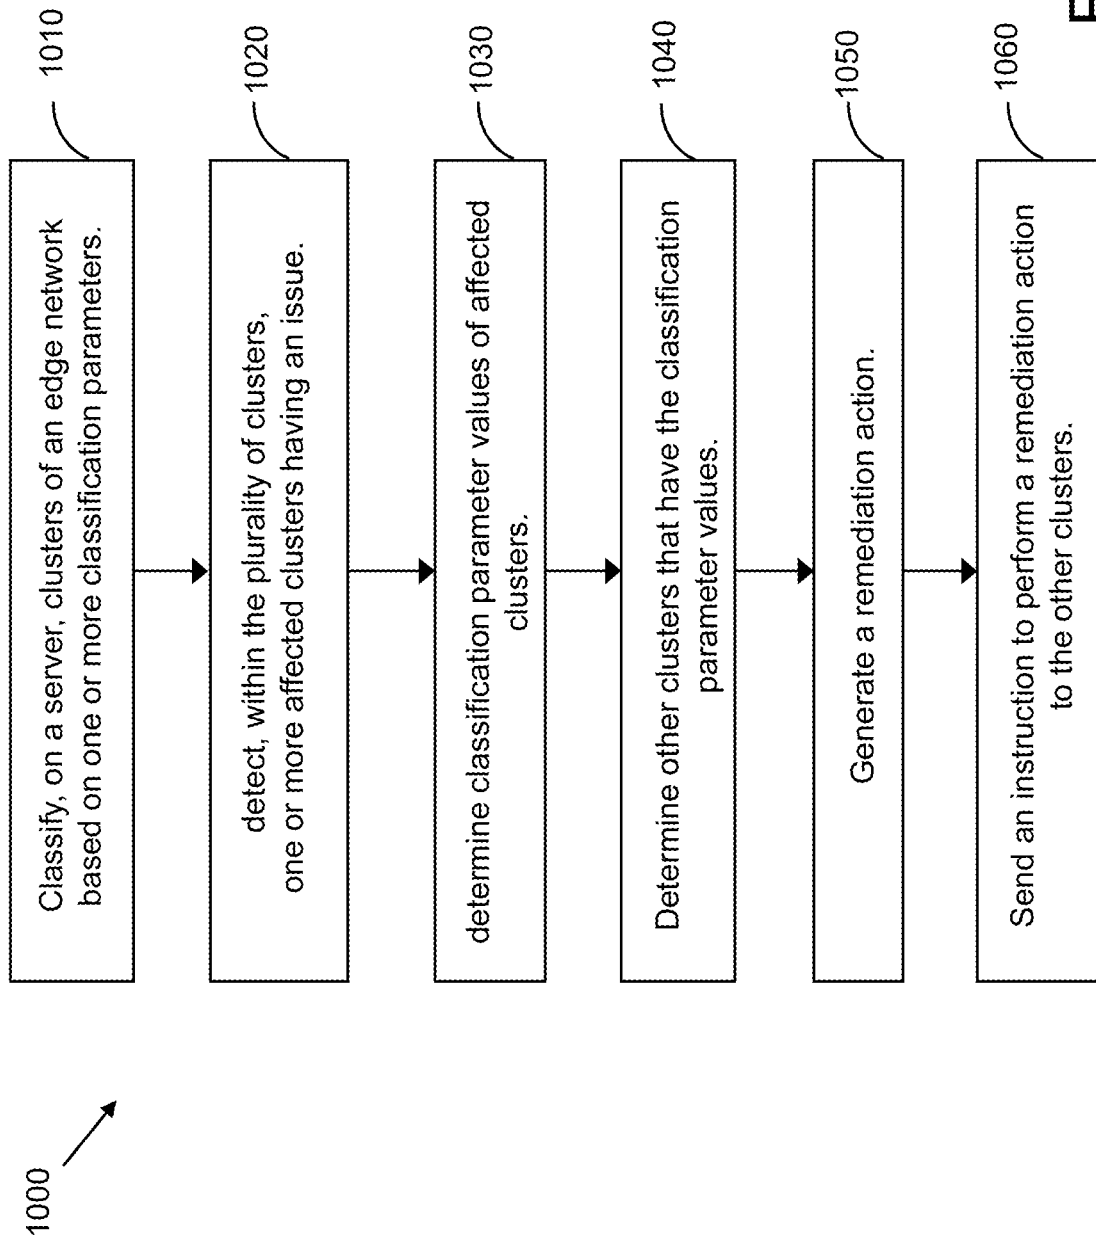 1000
1010
Classify, on a server, clusters of an edge network
based on one or more classification parameters.
1020
detect, within the plurality of clusters,
one or more affected clusters having an issue.
1030
determine classification parameter values of affected
clusters.
1040
Determine other clusters that have the classification
parameter values.
1050
Generate a remediation action.
1060
Send an instruction to perform a remediation action
to the other clusters.